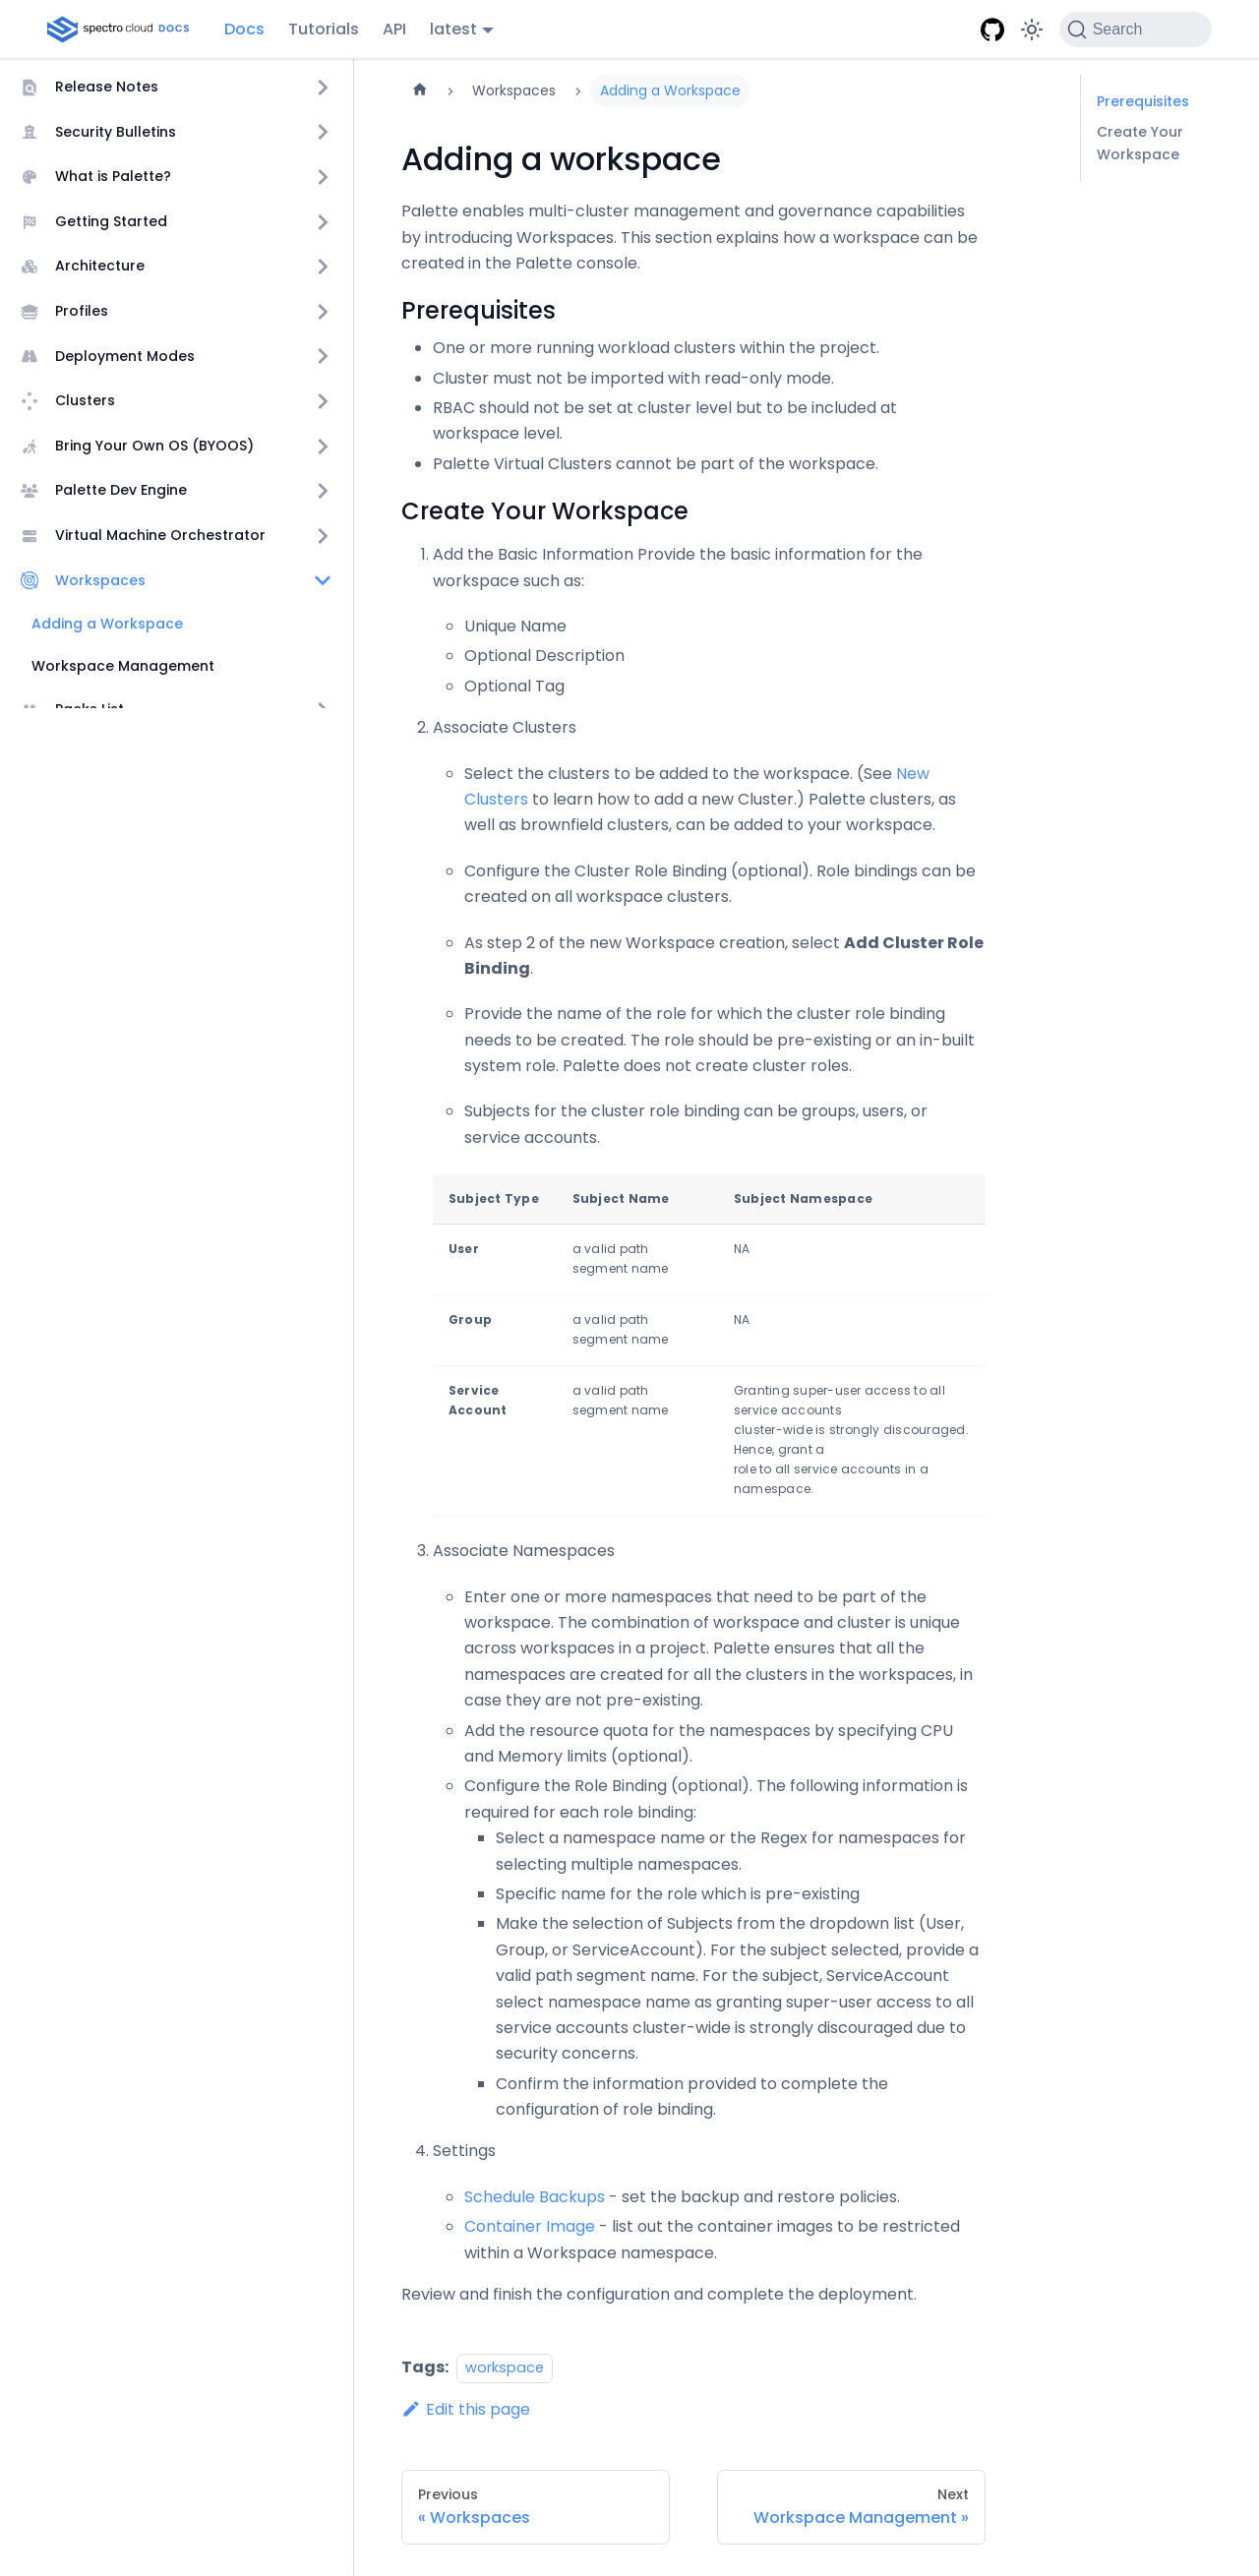 spectro cloud DOCS
Docs
Tutorials
API
latest
Search
Release Notes
Security Bulletins
What is Palette?
Getting Started
Architecture
Profiles
Deployment Modes
Clusters
Bring Your Own OS (BYOOS)
Palette Dev Engine
Virtual Machine Orchestrator
Workspaces
Adding a Workspace
Workspace Management
Packs List
Workspaces
Adding a Workspace
Adding a workspace
Palette enables multi-cluster management and governance capabilities
by introducing Workspaces. This section explains how a workspace can be
created in the Palette console.
Prerequisites
One or more running workload clusters within the project.
Cluster must not be imported with read-only mode.
RBAC should not be set at cluster level but to be included at
workspace level.
Palette Virtual Clusters cannot be part of the workspace.
Create Your Workspace
1. Add the Basic Information Provide the basic information for the
workspace such as:
Unique Name
Optional Description
Optional Tag
2. Associate Clusters
Select the clusters to be added to the workspace. (See New
Clusters to learn how to add a new Cluster.) Palette clusters, as
well as brownfield clusters, can be added to your workspace.
Configure the Cluster Role Binding (optional). Role bindings can be
created on all workspace clusters.
As step 2 of the new Workspace creation, select Add Cluster Role
Binding.
Provide the name of the role for which the cluster role binding
needs to be created. The role should be pre-existing or an in-built
system role. Palette does not create cluster roles.
Subjects for the cluster role binding can be groups, users, or
service accounts.
Subject Type Subject Name Subject Namespace
User a valid path NA
segment name
Group a valid path NA
segment name
Service a valid path Granting super-user access to all
Account segment name service accounts
cluster-wide is strongly discouraged.
Hence, grant a
role to all service accounts in a
namespace.
3. Associate Namespaces
Enter one or more namespaces that need to be part of the
workspace. The combination of workspace and cluster is unique
across workspaces in a project. Palette ensures that all the
namespaces are created for all the clusters in the workspaces, in
case they are not pre-existing.
Add the resource quota for the namespaces by specifying CPU
and Memory limits (optional).
Configure the Role Binding (optional). The following information is
required for each role binding:
Select a namespace name or the Regex for namespaces for
selecting multiple namespaces.
Specific name for the role which is pre-existing
Make the selection of Subjects from the dropdown list (User,
Group, or ServiceAccount). For the subject selected, provide a
valid path segment name. For the subject, ServiceAccount
select namespace name as granting super-user access to all
service accounts cluster-wide is strongly discouraged due to
security concerns.
Confirm the information provided to complete the
configuration of role binding.
4. Settings
Schedule Backups - set the backup and restore policies.
Container Image - list out the container images to be restricted
within a Workspace namespace.
Review and finish the configuration and complete the deployment.
Tags: workspace
Edit this page
Previous
« Workspaces
Next
Workspace Management »
Prerequisites
Create Your
Workspace